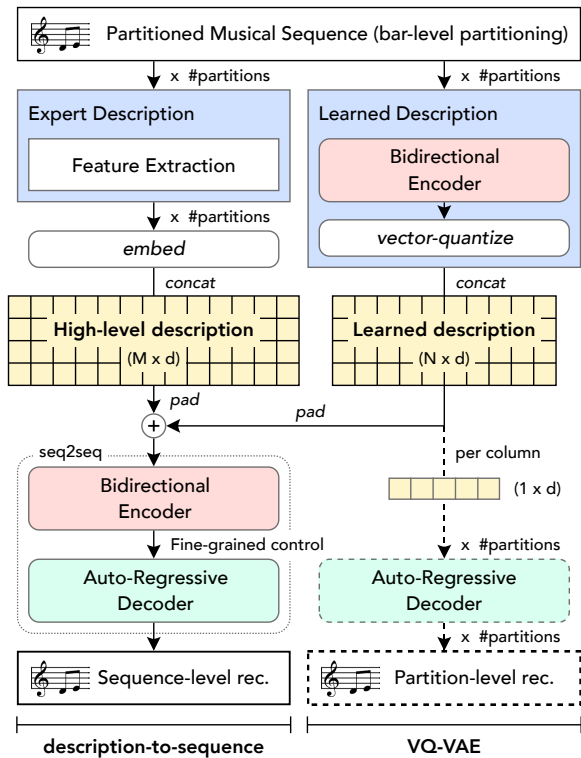 Partitioned Musical Sequence (bar-level partitioning)
x #partitions
x #partitions
Expert Description
Feature Extraction
x #partitions
embed
concat
High-level description
(M x d)
pad
Learned Description
Bidirectional
Encoder
vector-quantize
concat
Learned description
(N x d)
pad
+
seq2seq
Bidirectional
Encoder
Fine-grained control
Auto-Regressive
Decoder
Sequence-level rec.
description-to-sequence
per column
(1 x d)
x #partitions
Auto-Regressive
Decoder
x #partitions
Partition-level rec.
VQ-VAE